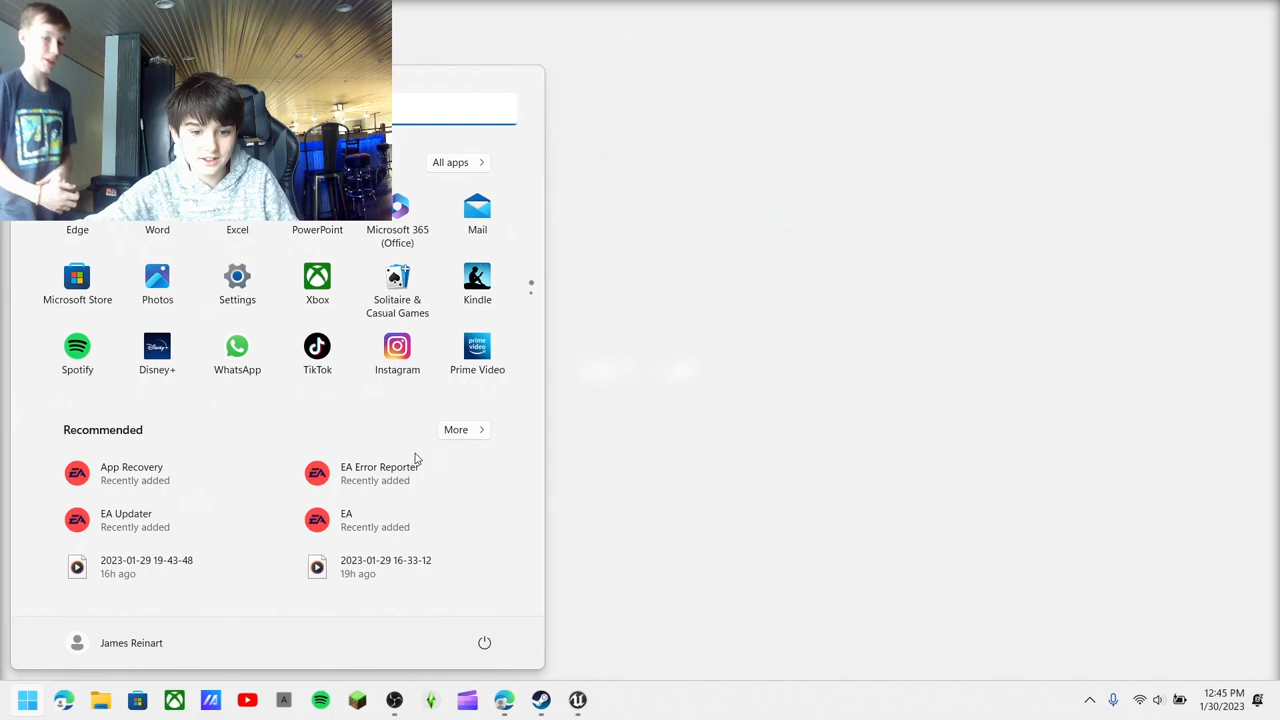 All apps
Edge
Word
Excel
PowerPoint
Microsoft 365
(Office)
Mail
Microsoft Store
Photos
Settings
Xbox
Solitaire &
Casual Games
Kindle
Spotify
Disney+
WhatsApp
TikTok
Instagram
prime video
Prime Video
Recommended
More
App Recovery
Recently added
EA Error Reporter
Recently added
EA Updater
Recently added
EA
Recently added
2023-01-29 19-43-48
16h ago
2023-01-29 16-33-12
19h ago
James Reinart
12:45 PM
1/30/2023